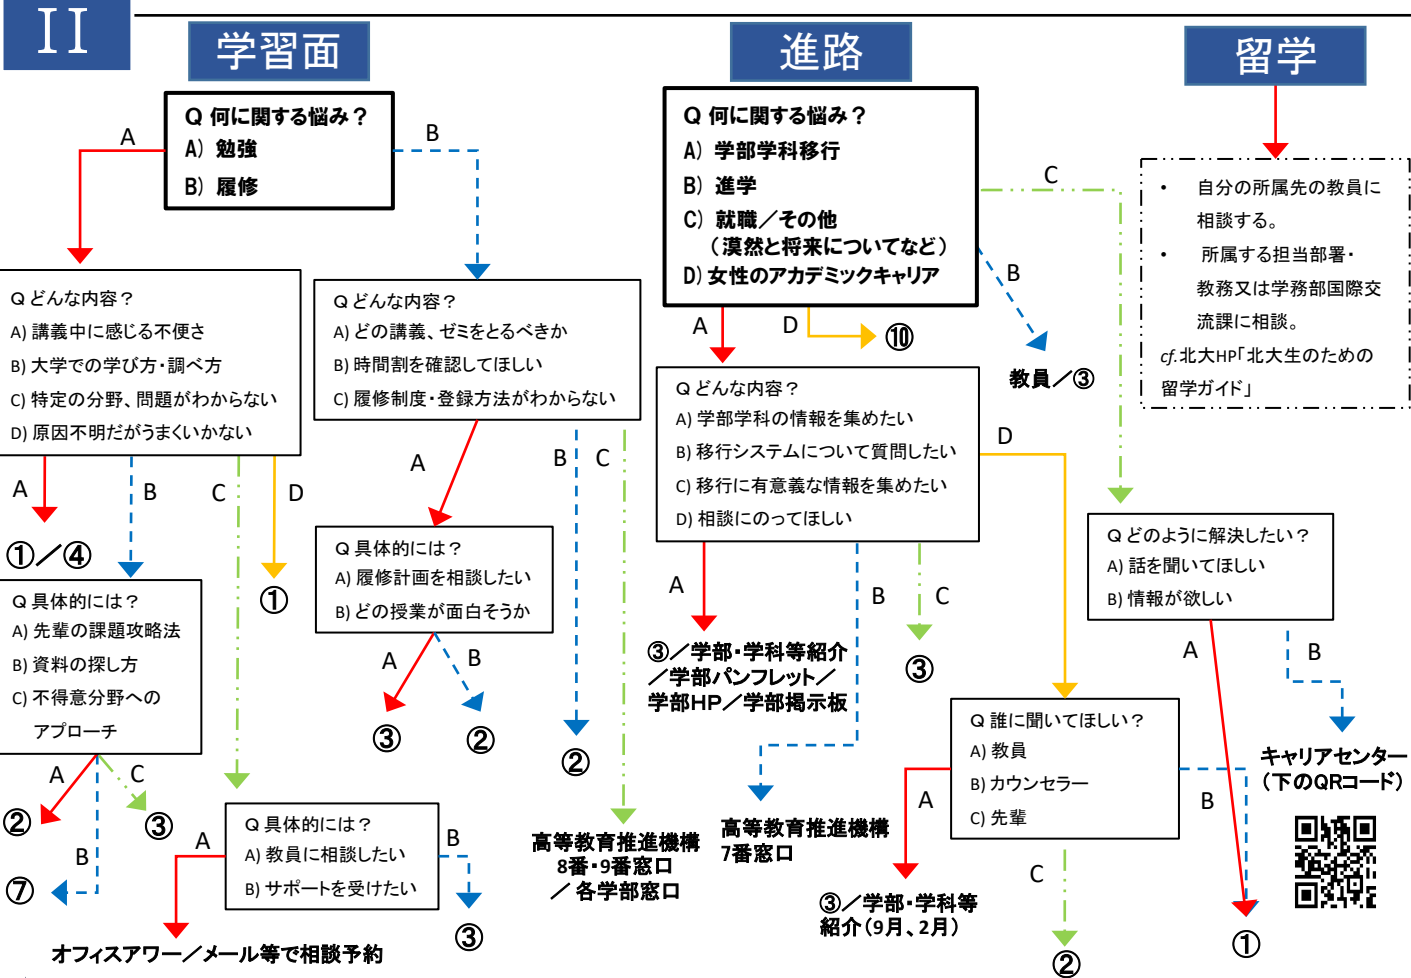 II
学習面
Q 何に関する悩み？
A) 勉強
B) 履修
A
B
Q どんな内容？
A) 講義中に感じる不便さ
B) 大学での学び方・調べ方
C) 特定の分野、問題がわからない
D) 原因不明だがうまくいかない
Q どんな内容？
A) どの講義、ゼミをとるべきか
B) 時間割を確認してほしい
C) 履修制度・登録方法がわからない
A
B
C
D
①／④
①
Q 具体的には？
A) 先輩の課題攻略法
B) 資料の探し方
C) 不得意分野への
アプローチ
A
B
C
②
⑦
③
Q 具体的には？
A) 教員に相談したい
B) サポートを受けたい
A
B
オフィスアワー／メール等で相談予約
③
A
B
C
Q 具体的には？
A) 履修計画を相談したい
B) どの授業が面白そうか
A
B
③
②
②
高等教育推進機構
8番・9番窓口
／各学部窓口
進路
Q 何に関する悩み？
A) 学部学科移行
B) 進学
C) 就職／その他
（漠然と将来についてなど）
D) 女性のアカデミックキャリア
A
D
B
C
⑩
教員／③
Q どんな内容？
A) 学部学科の情報を集めたい
B) 移行システムについて質問したい
C) 移行に有意義な情報を集めたい
D) 相談にのってほしい
A
B
C
D
③／学部・学科等紹介
／学部パンフレット／
学部HP／学部掲示板
高等教育推進機構
7番窓口
③
Q 誰に聞いてほしい？
A) 教員
B) カウンセラー
C) 先輩
A
B
C
③／学部・学科等
紹介（9月、2月）
②
①
Q どのように解決したい？
A) 話を聞いてほしい
B) 情報が欲しい
A
B
キャリアセンター
（下のQRコード）
留学
• 自分の所属先の教員に
相談する。
• 所属する担当部署・
教務又は学務部国際交
流課に相談。
cf.北大HP「北大生のための
留学ガイド」